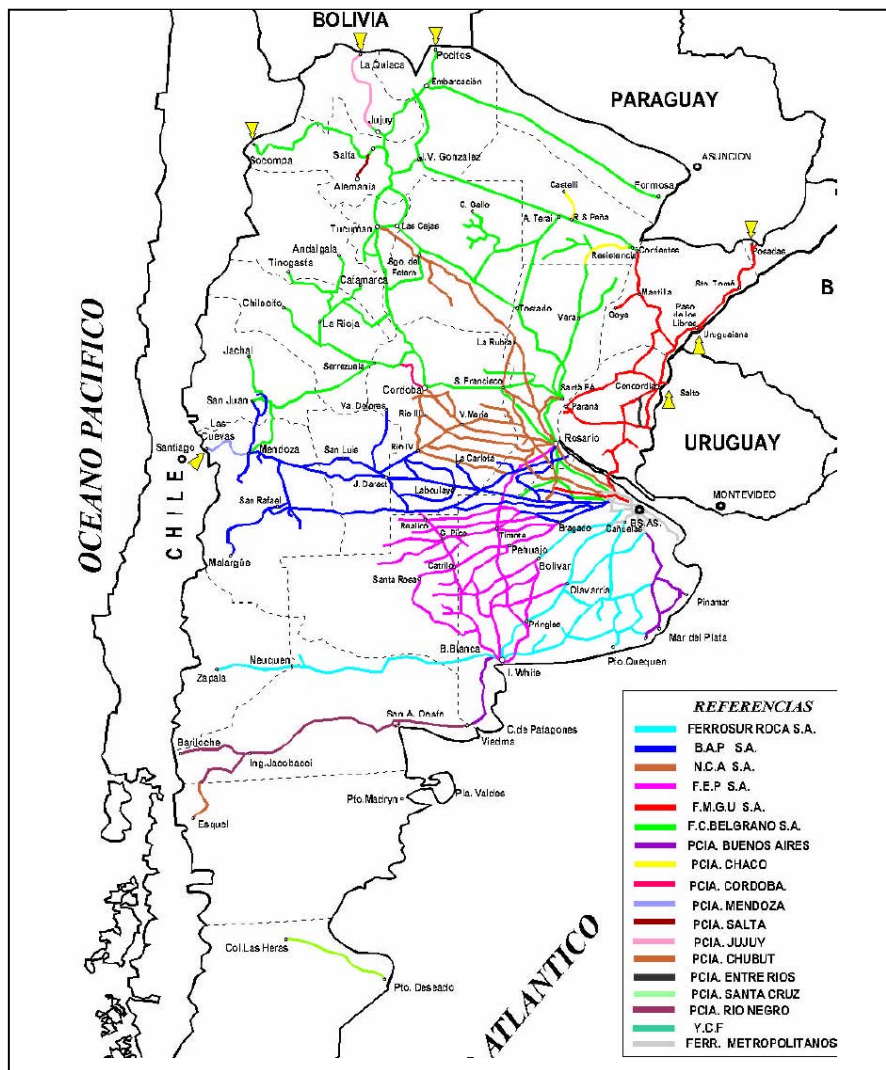 BOLIVIA
La Quiaca
Pocitos
Embarcación
PARAGUAY
Jujuy
ASUNCION
Socompa
Salta
J.V. González
Alemania
Castelli
Formosa
C. Gallo
A. Terai
R.S Peña
Tucuman
Las Cejas
Corrientes
Posadas
Resistencia
Andalgala
Sgo. del Estero
Tinogasta
Catamarca
Mantilla
Sto. Tomé
B
Goya
Paso de los Libres
Chilecito
Tostado
Vera
Uruguaiana
La Rioja
La Rubia
OCEANO PACIFICO
Jachal
Serrezuela
Cordoba
S. Francisco
Santa Fé
Concordia
Salto
San Juan
Va. Dolores
Rio III
V. Maria
Paraná
Las Cuevas
Santiago
Mendoza
San Luis
Rio IV
La Carlota
Rosario
URUGUAY
CHILE
J. Daract
Laboulaye
MONTEVIDEO
San Rafael
BS.AS.
Realico
G. Pico
Timote
Bragado
Cañuelas
Malargüe
Pehuajo
Catrilo
Bolivar
Santa Rosa
Olavarria
Pinamar
Pringles
Mar del Plata
B.Blanca
Neuquen
I. White
Pto.Quequen
Zapala
San A. Oeste
C.de Patagones
Viedma
Bariloche
Ing.Jacobacci
Pto.Madryn
Pla. Valdes
Esquel
Col.Las Heras
Pto. Deseado
ATLANTICO
REFERENCIAS
FERROSUR ROCA S.A.
B.A.P S.A.
N.C.A S.A.
F.E.P S.A.
F.M.G.U S.A.
F.C.BELGRANO S.A.
PCIA. BUENOS AIRES
PCIA. CHACO
PCIA. CORDOBA.
PCIA. MENDOZA
PCIA. SALTA
PCIA. JUJUY
PCIA. CHUBUT
PCIA. ENTRE RIOS
PCIA. SANTA CRUZ
PCIA. RIO NEGRO
Y.C.F
FERR. METROPOLITANOS